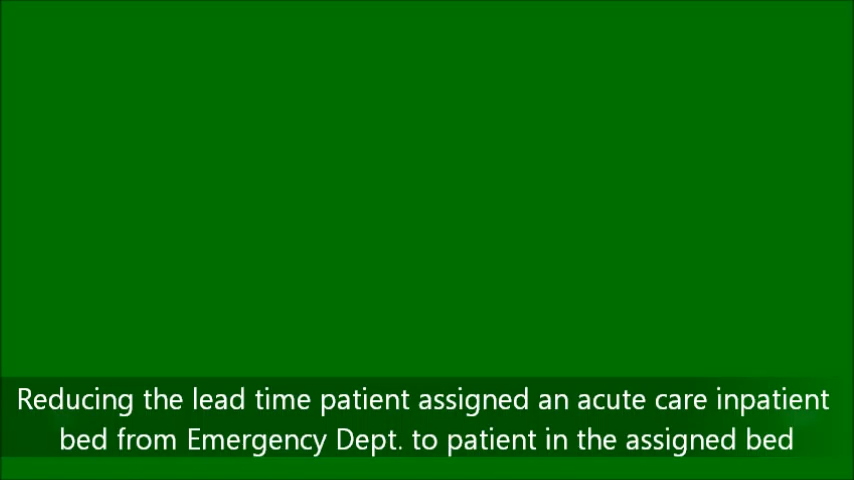 Reducing the lead time patient assigned an acute care inpatient
bed from Emergency Dept. to patient in the assigned bed